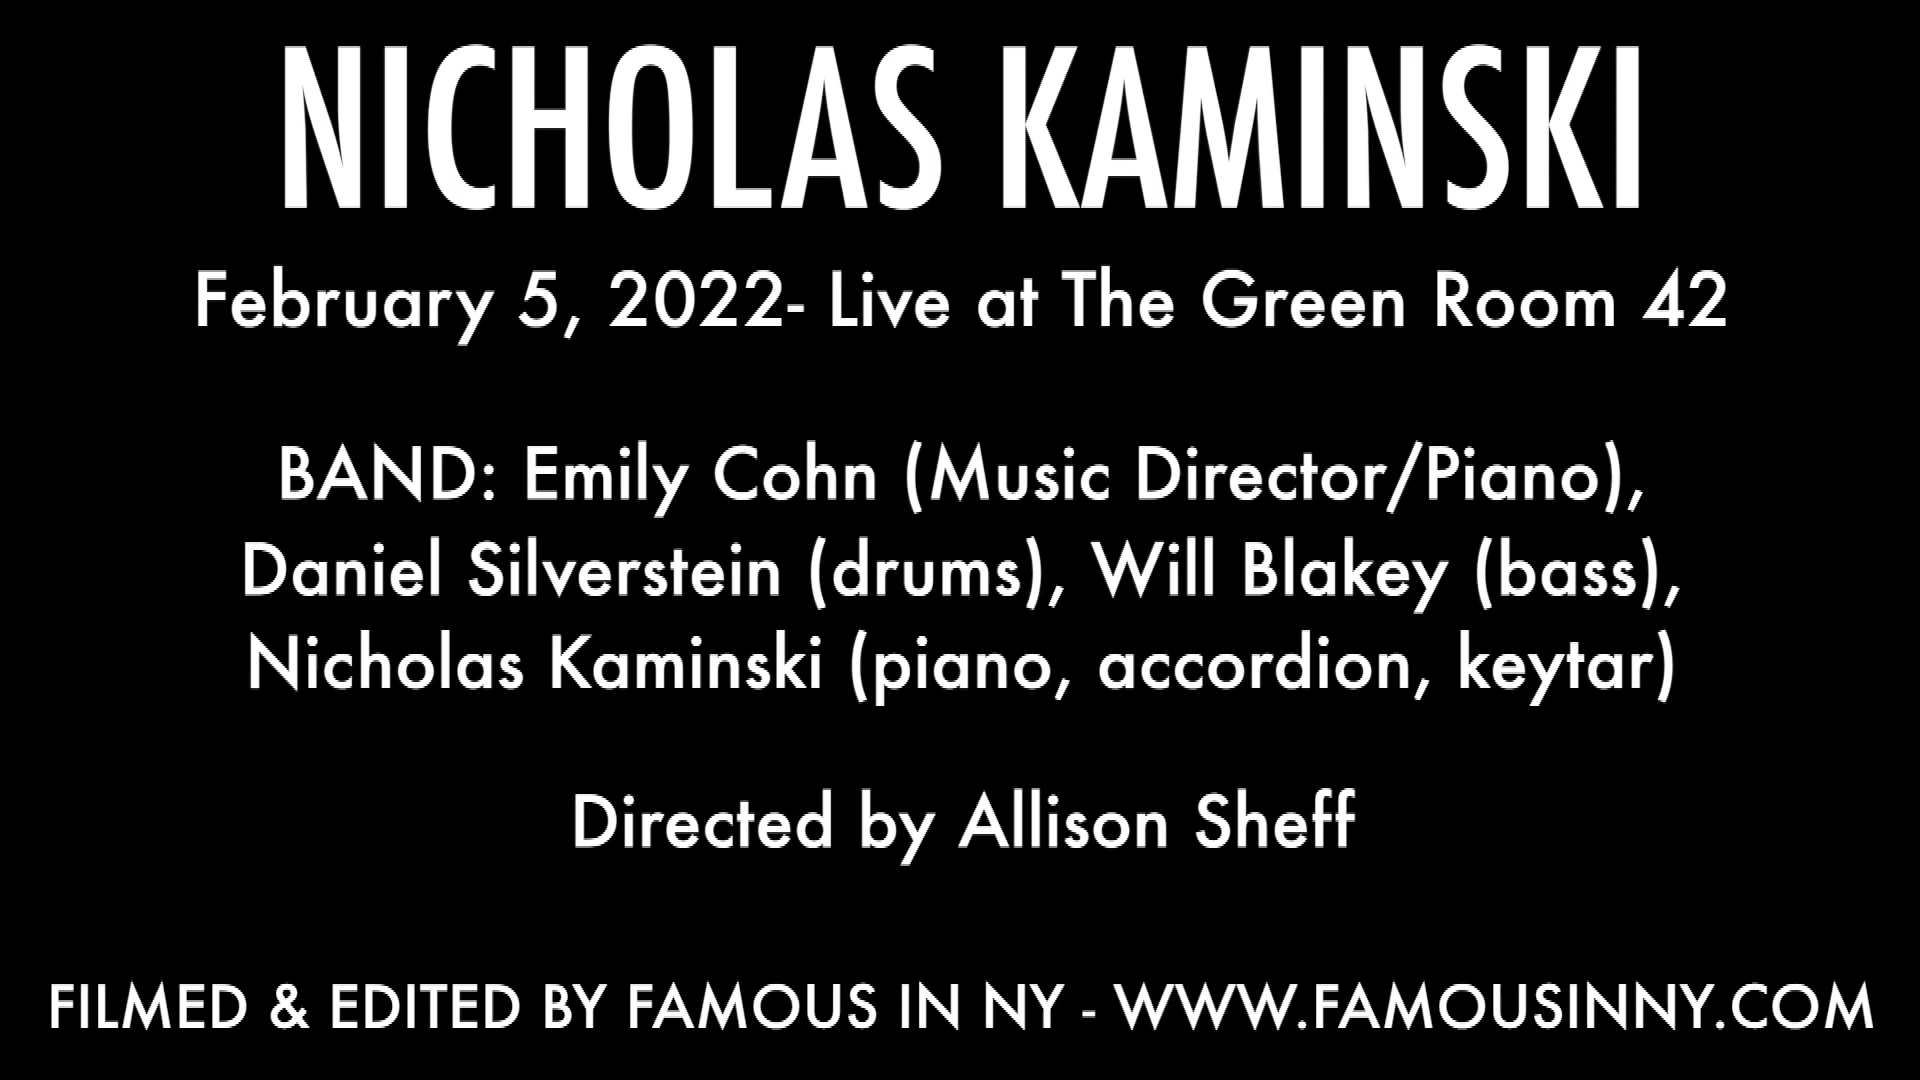 NICHOLAS KAMINSKI
February 5, 2022- Live at The Green Room 42
BAND: Emily Cohn (Music Director/Piano),
Daniel Silverstein (drums), Will Blakey (bass),
Nicholas Kaminski (piano, accordion, keytar)
Directed by Allison Sheff
FILMED & EDITED BY FAMOUS IN NY - WWW.FAMOUSINNY.COM